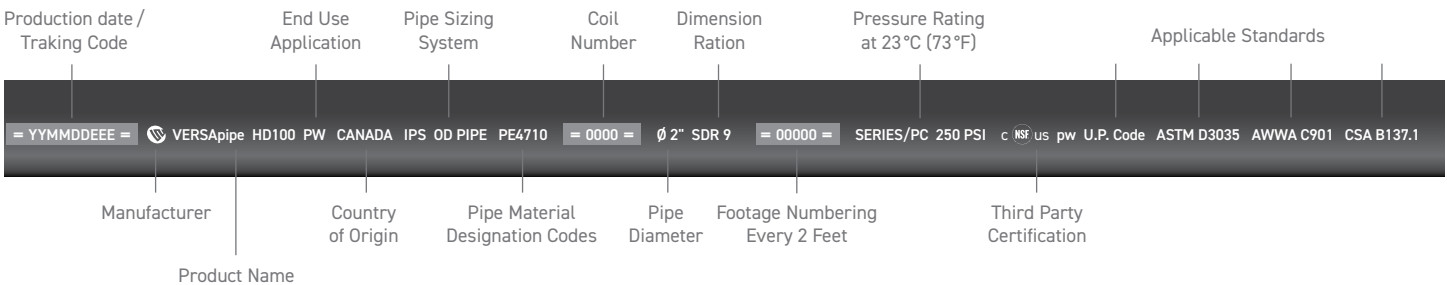 Production date /
Traking Code
End Use
Application
Pipe Sizing
System
Coil
Number
Dimension
Ration
Pressure Rating
at 23°C (73°F)
Applicable Standards
= YYMMDDEEE = VERSApipe HD100 PW CANADA IPS OD PIPE PE4710 = 0000 = Ø 2" SDR 9 = 00000 = SERIES/PC 250 PSI c NSF us pw U.P. Code ASTM D3035 AWWA C901 CSA B137.1
Manufacturer
Product Name
Country
of Origin
Pipe Material
Designation Codes
Pipe
Diameter
Footage Numbering
Every 2 Feet
Third Party
Certification